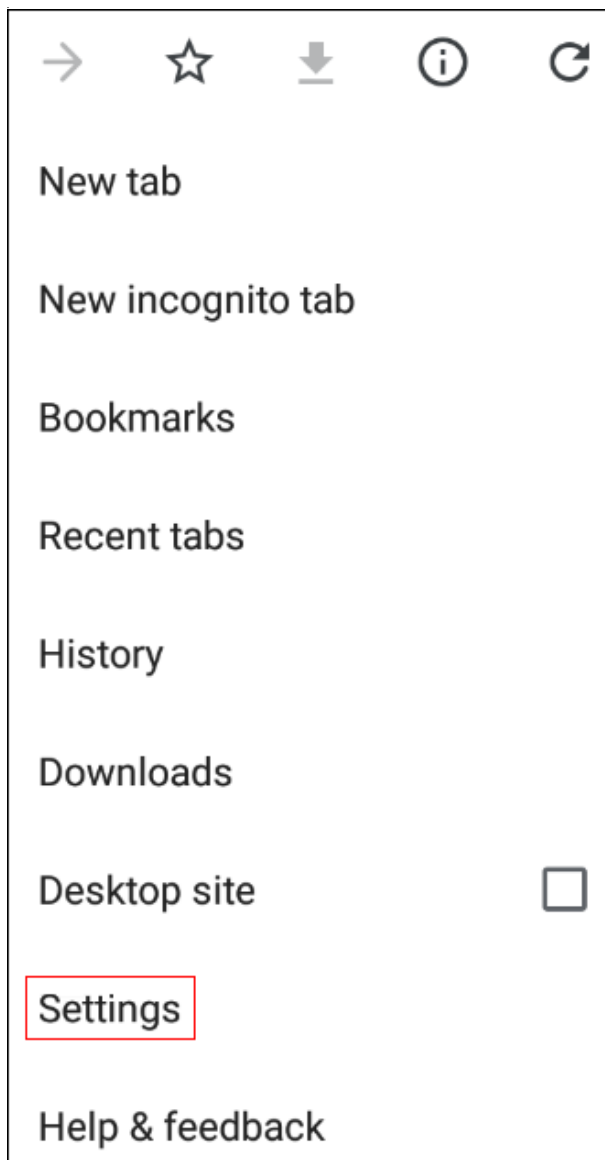 New tab
New incognito tab
Bookmarks
Recent tabs
History
Downloads
Desktop site
Settings
Help & feedback